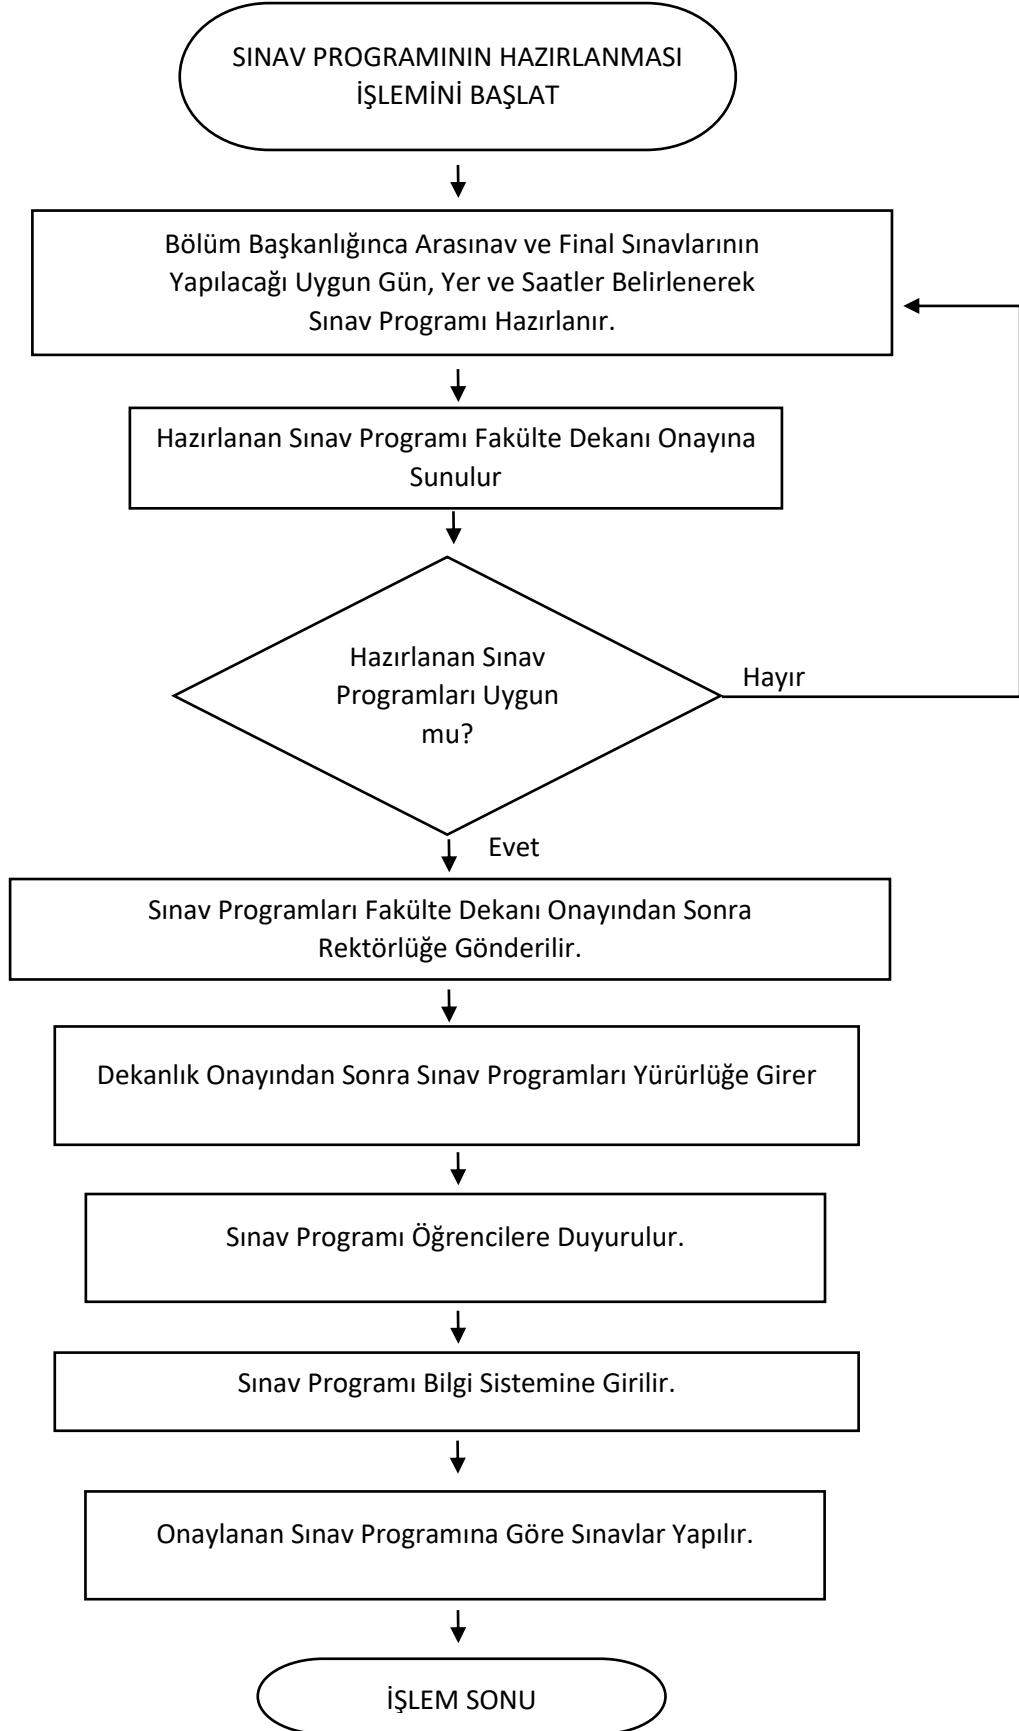 SINAV PROGRAMININ HAZIRLANMASI
İŞLEMİNİ BAŞLAT
Bölüm Başkanlığınca Arasınav ve Final Sınavlarının
Yapılacağı Uygun Gün, Yer ve Saatler Belirlenerek
Sınav Programı Hazırlanır.
Hazırlanan Sınav Programı Fakülte Dekanı Onayına
Sunulur
Hazırlanan Sınav
Programları Uygun
mu?
Hayır
Evet
Sınav Programları Fakülte Dekanı Onayından Sonra
Rektörlüğe Gönderilir.
Dekanlık Onayından Sonra Sınav Programları Yürürlüğe Girer
Sınav Programı Öğrencilere Duyurulur.
Sınav Programı Bilgi Sistemine Girilir.
Onaylanan Sınav Programına Göre Sınavlar Yapılır.
İŞLEM SONU